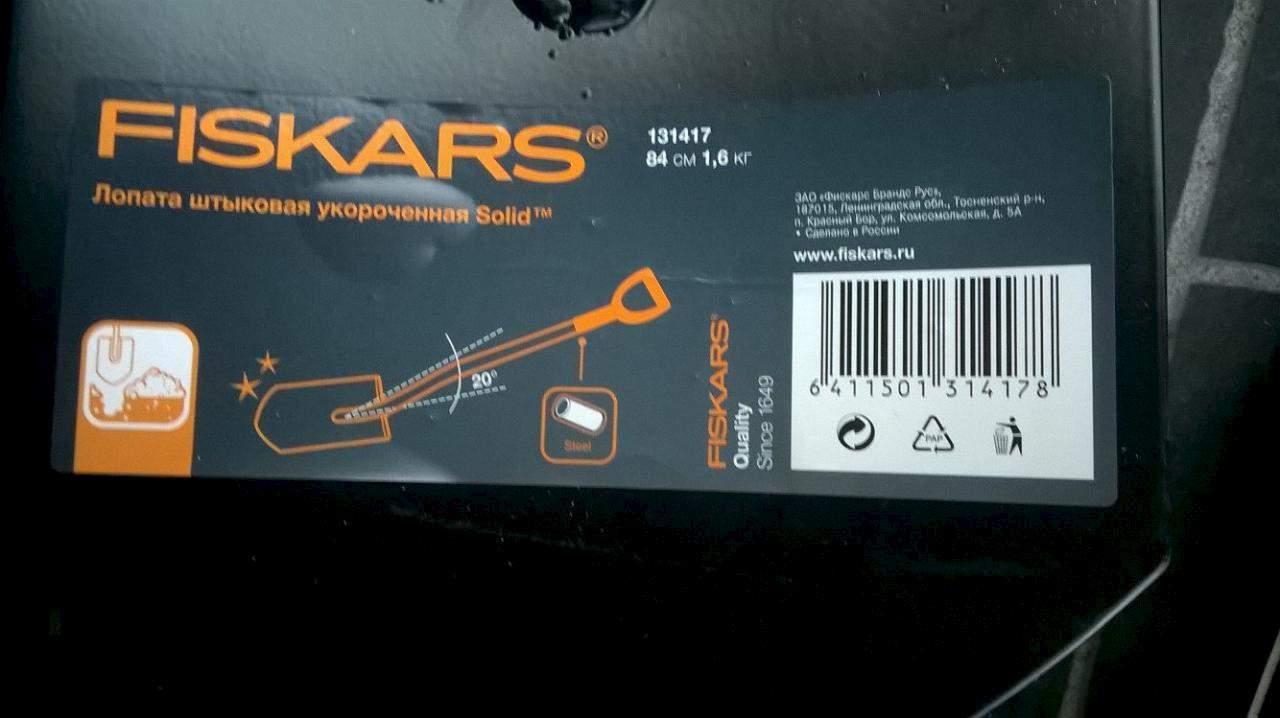 FISKARS®
Лопата штыковая укороченная Solid™
131417
84 см 1,6 кг
ЗАО «Фискарс Брандс Рус»,
187015, Ленинградская обл., Тосненский р-н,
п. Красный Бор, ул. Комсомольская, д. 5А
• Сделано в России
www.fiskars.ru
20°
Steel
FISKARS®
Quality
Since 1649
6 411501 314178
PAP